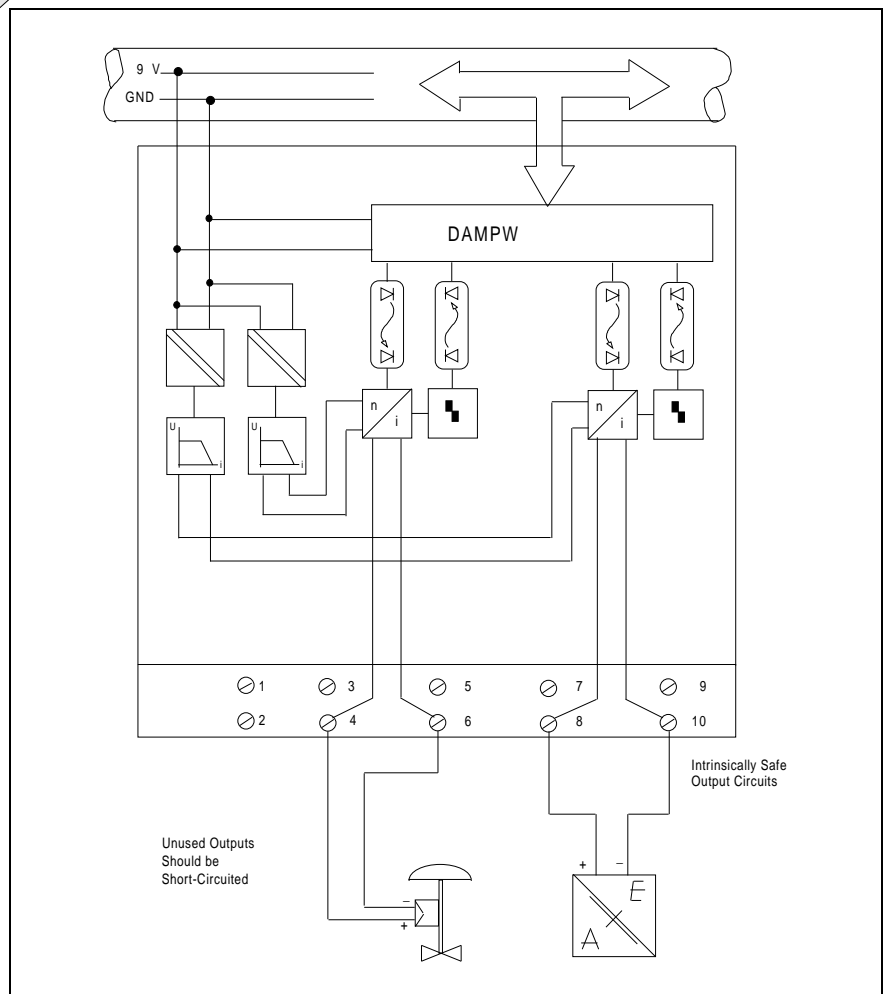 9 V
GND
DAMPW
n
i
n
i
U
i
U
i
1
3
5
7
9
2
4
6
8
10
Intrinsically Safe
Output Circuits
Unused Outputs
Should be
Short-Circuited
+
−
E
A
−
+